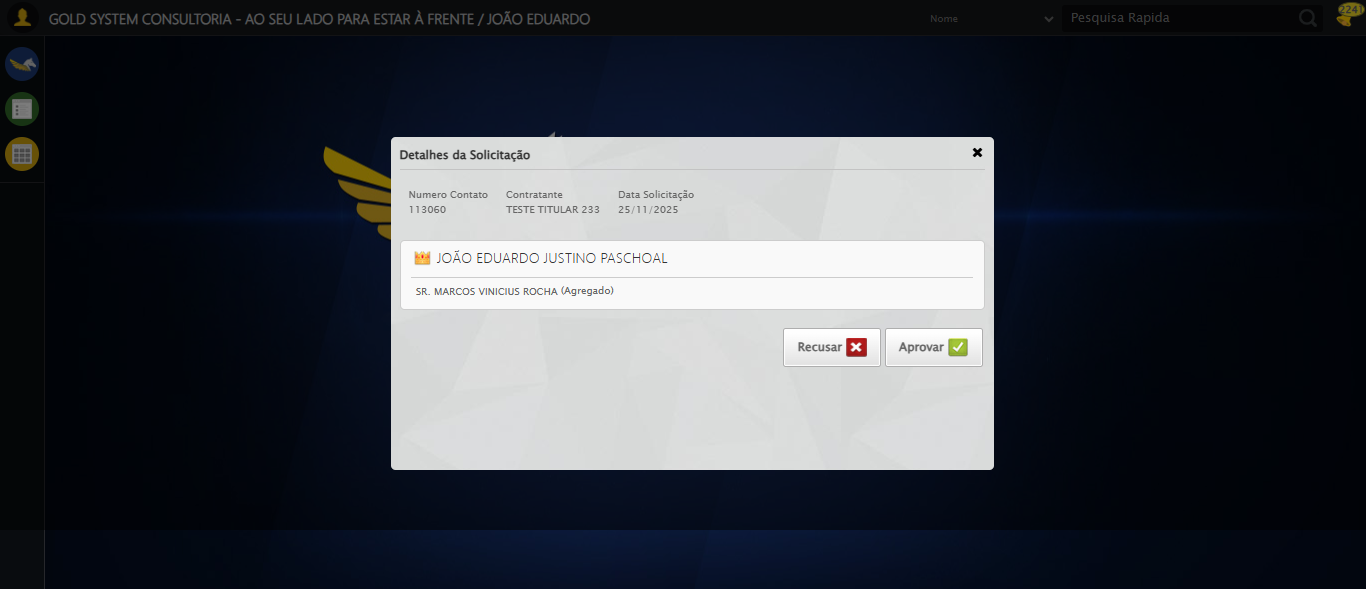 GOLD SYSTEM CONSULTORIA - AO SEU LADO PARA ESTAR À FRENTE / JOÃO EDUARDO
Nome
Pesquisa Rapida
2241
Detalhes da Solicitação
Numero Contato Contratante Data Solicitação
113060 TESTE TITULAR 233 25/11/2025
JOÃO EDUARDO JUSTINO PASCHOAL
SR. MARCOS VINICIUS ROCHA (Agregado)
Recusar Aprovar